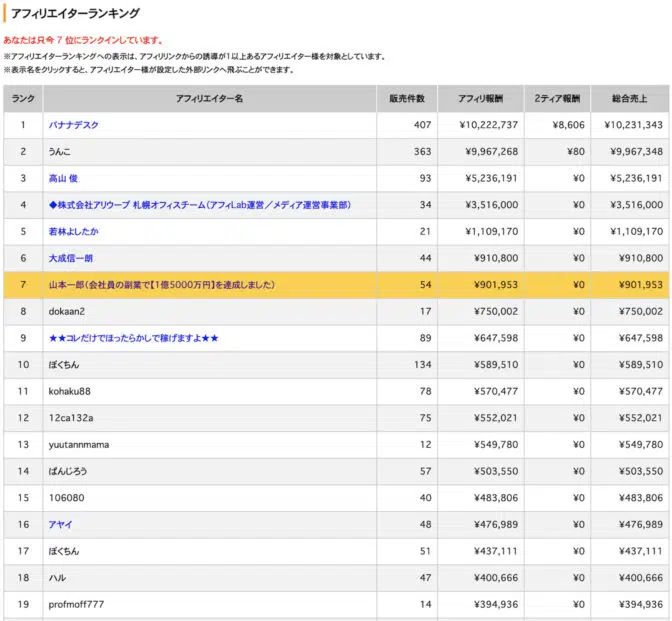 アフィリエイターランキング
あなたは只今 7 位にランクインしています。
※アフィリエイターランキングへの表示は、アフィリリンクからの誘導が1以上あるアフィリエイター様を対象としています。
※表示名をクリックすると、アフィリエイター様が設定した外部リンクへ飛ぶことができます。
ランク アフィリエイター名 販売件数 アフィリ報酬 2ティア報酬 総合売上
1 バナナデスク 407 ¥10,222,737 ¥8,606 ¥10,231,343
2 うんこ 363 ¥9,967,268 ¥80 ¥9,967,348
3 高山 俊 93 ¥5,236,191 ¥0 ¥5,236,191
4 ◆株式会社アリウープ 札幌オフィスチーム(アフィLab運営/メディア運営事業部) 34 ¥3,516,000 ¥0 ¥3,516,000
5 若林よしたか 21 ¥1,109,170 ¥0 ¥1,109,170
6 大成信一朗 44 ¥910,800 ¥0 ¥910,800
7 山本一郎(会社員の副業で【1億5000万円】を達成しました) 54 ¥901,953 ¥0 ¥901,953
8 dokaan2 17 ¥750,002 ¥0 ¥750,002
9 ★★コレだけでほったらかしで稼げますよ★★ 89 ¥647,598 ¥0 ¥647,598
10 ぼくちん 134 ¥589,510 ¥0 ¥589,510
11 kohaku88 78 ¥570,477 ¥0 ¥570,477
12 12ca132a 75 ¥552,021 ¥0 ¥552,021
13 yuutannmama 12 ¥549,780 ¥0 ¥549,780
14 ぱんじろう 57 ¥503,550 ¥0 ¥503,550
15 106080 40 ¥483,806 ¥0 ¥483,806
16 アヤイ 48 ¥476,989 ¥0 ¥476,989
17 ぼくちん 51 ¥437,111 ¥0 ¥437,111
18 ハル 47 ¥400,666 ¥0 ¥400,666
19 profmoff777 14 ¥394,936 ¥0 ¥394,936